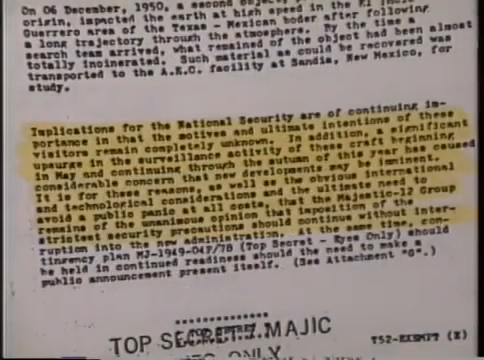 On 06 December, 1950, a second object,
origin, impacted the earth at high speed in the El Indio
Guerrero area of the Texas - Mexican boder after following
a long trajectory through the atmosphere. By the time a
search team arrived, what remained of the object had been almost
totally incinerated. Such material as could be recovered was
transported to the A.E.C. facility at Sandia, New Mexico, for
study.
Implications for the National Security are of continuing im-
portance in that the motives and ultimate intentions of these
visitors remain completely unknown. In addition, a significant
upsurge in the surveillance activity of these craft beginning
in May and continuing through the autumn of this year has caused
considerable concern that new developments may be imminent.
It is for these reasons, as well as the obvious international
and technological considerations and the ultimate need to
avoid a public panic at all costs, that the Majestic-12 Group
remains of the unanimous opinion that imposition of the
strictest security precautions should continue without inter-
ruption into the new administration. At the same time, con-
tingency plan MJ-1949-04P/78 (Top Secret - Eyes Only) should
be held in continued readiness should the need to make a
public announcement present itself. (See Attachment "G".)
TOP SECRET / MAJIC
EYES ONLY
T52-EXEMPT (E)